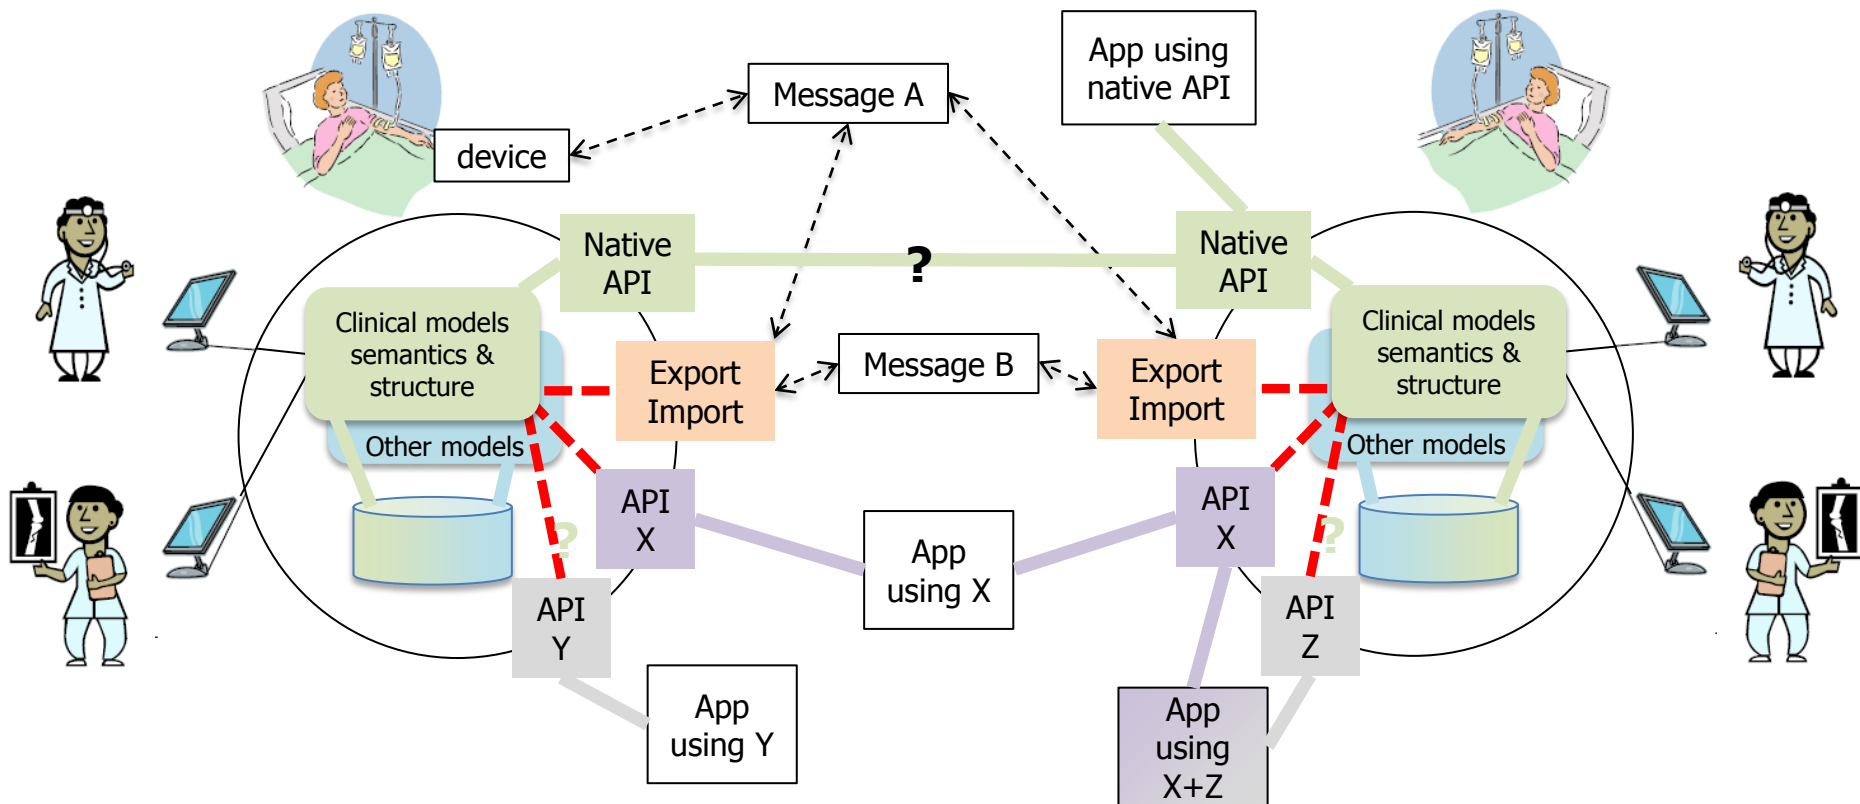 App using
native API
Message A
device
Native
API
?
Native
API
Clinical models
semantics &
structure
Clinical models
semantics &
structure
Export
Import
Message B
Export
Import
Other models
Other models
API
X
API
X
?
?
App
using X
API
Y
API
Z
App
using Y
App
using
X+Z